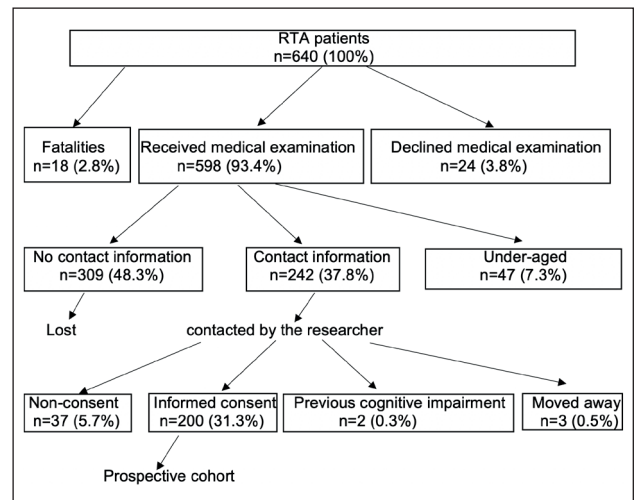 RTA patients
n=640 (100%)
Fatalities
n=18 (2.8%)
Received medical examination
n=598 (93.4%)
Declined medical examination
n=24 (3.8%)
No contact information
n=309 (48.3%)
Contact information
n=242 (37.8%)
Under-aged
n=47 (7.3%)
Lost
contacted by the researcher
Non-consent
n=37 (5.7%)
Informed consent
n=200 (31.3%)
Previous cognitive impairment
n=2 (0.3%)
Moved away
n=3 (0.5%)
Prospective cohort